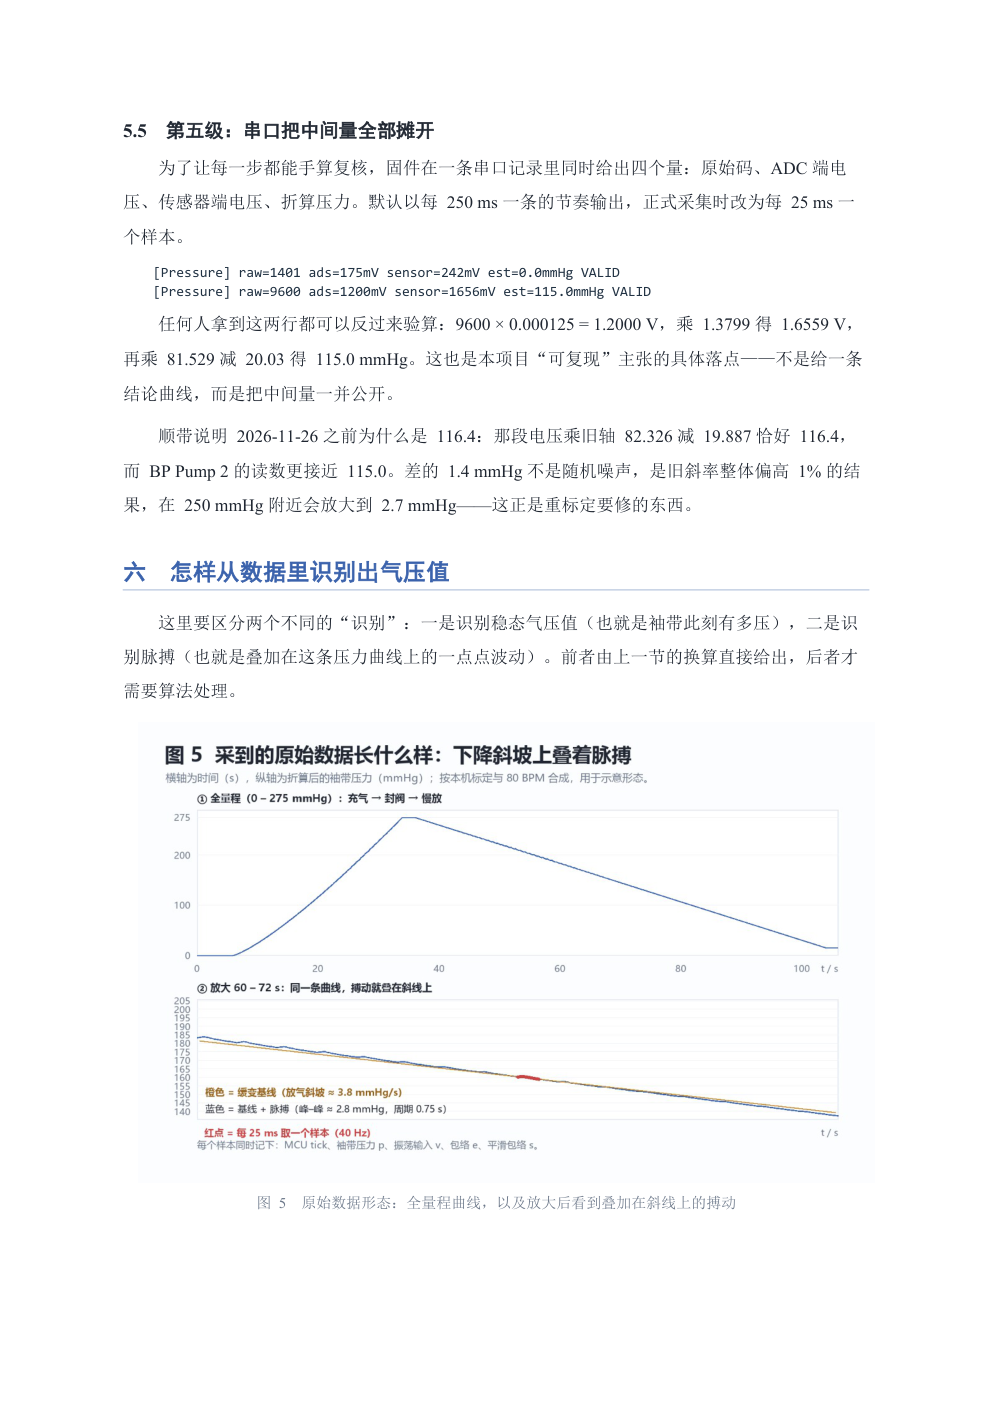 5.5 第五级：串口把中间量全部摊开
为了让每一步都能手算复核，固件在一条串口记录里同时给出四个量：原始码、ADC 端电
压、传感器端电压、折算压力。默认以每 250 ms 一条的节奏输出，正式采集时改为每 25 ms 一
个样本。
[Pressure] raw=1401 ads=175mV sensor=242mV est=0.0mmHg VALID
[Pressure] raw=9600 ads=1200mV sensor=1656mV est=115.0mmHg VALID
任何人拿到这两行都可以反过来验算：9600 × 0.000125 = 1.2000 V，乘 1.3799 得 1.6559 V，
再乘 81.529 减 20.03 得 115.0 mmHg。这也是本项目“可复现”主张的具体落点——不是给一条
结论曲线，而是把中间量一并公开。
顺带说明 2026-11-26 之前为什么是 116.4：那段电压乘旧轴 82.326 减 19.887 恰好 116.4，
而 BP Pump 2 的读数更接近 115.0。差的 1.4 mmHg 不是随机噪声，是旧斜率整体偏高 1% 的结
果，在 250 mmHg 附近会放大到 2.7 mmHg——这正是重标定要修的东西。
六 怎样从数据里识别出气压值
这里要区分两个不同的“识别”：一是识别稳态气压值（也就是袖带此刻有多压），二是识
别脉搏（也就是叠加在这条压力曲线上的一点点波动）。前者由上一节的换算直接给出，后者才
需要算法处理。
图 5 采到的原始数据长什么样：下降斜坡上叠着脉搏
横轴为时间（s），纵轴为折算后的袖带压力（mmHg）；按本机标定与 80 BPM 合成，用于示意形态。
① 全量程（0 – 275 mmHg）：充气 → 封阀 → 慢放
275
200
100
0
0 20 40 60 80 100 t / s
② 放大 60 – 72 s：同一条曲线，搏动就叠在斜线上
205
200
195
190
185
180
175
170
165
160
155
150
145
140
橙色 = 缓变基线（放气斜坡 ≈ 3.8 mmHg/s）
蓝色 = 基线 + 脉搏（峰–峰 ≈ 2.8 mmHg，周期 0.75 s）
红点 = 每 25 ms 取一个样本（40 Hz）
t / s
每个样本同时记下：MCU tick、袖带压力 p、振荡输入 v、包络 e、平滑包络 s。
图 5 原始数据形态：全量程曲线，以及放大后看到叠加在斜线上的搏动